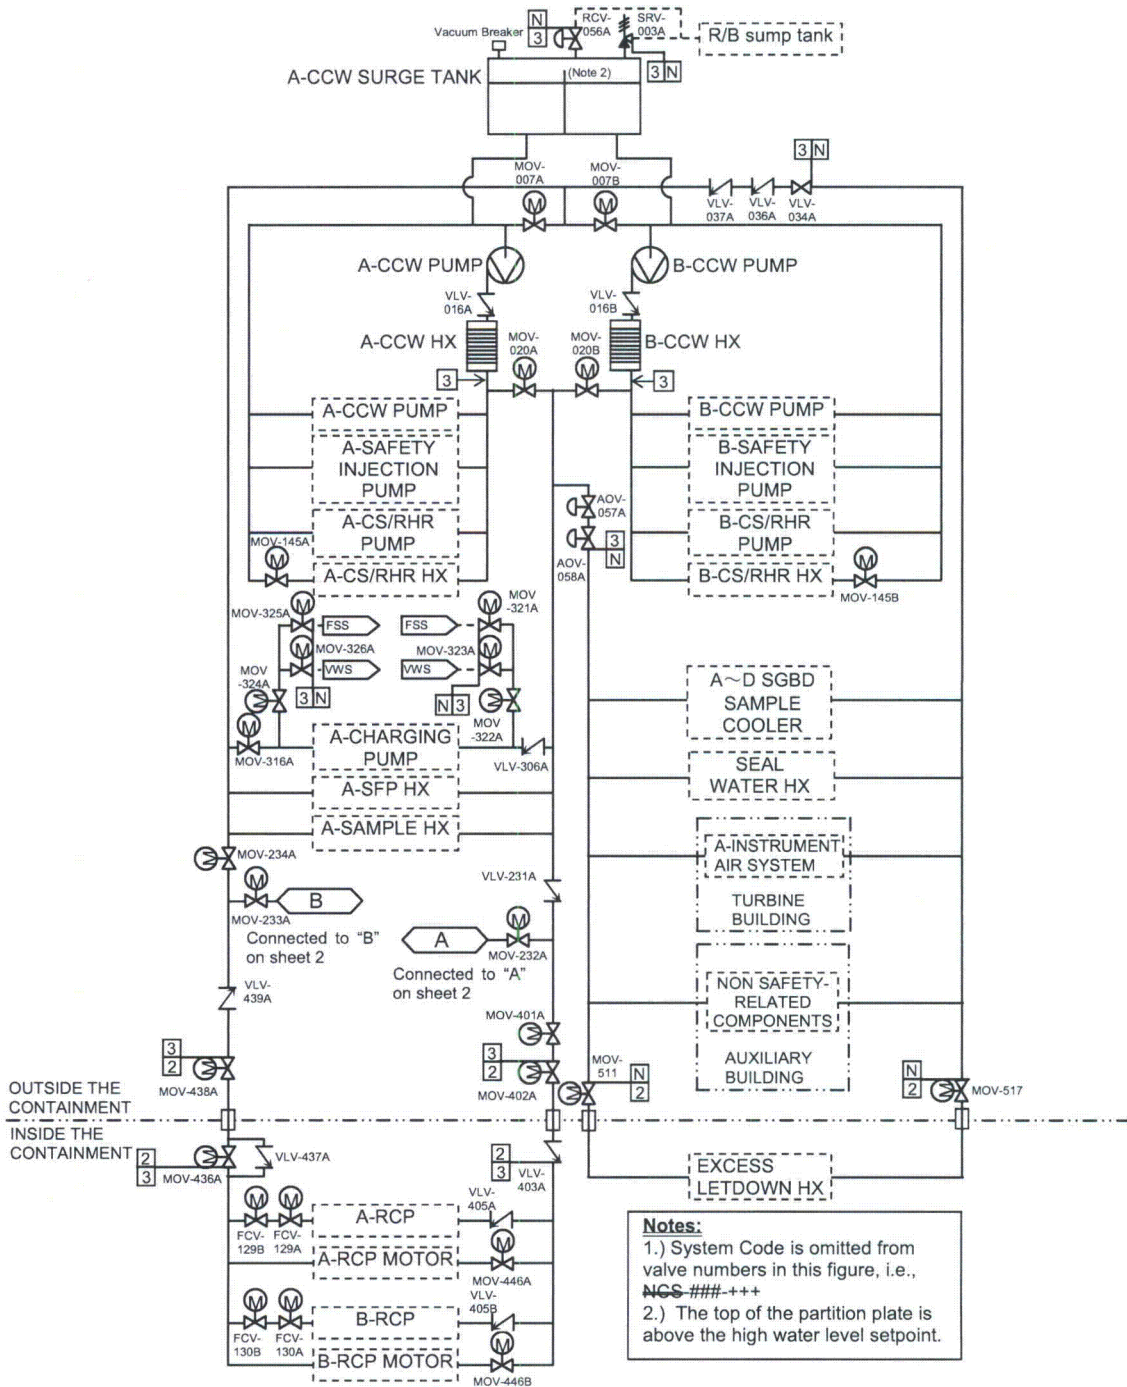 N
3
RCV-
056A
SRV-
003A
Vacuum Breaker
R/B sump tank
A-CCW SURGE TANK
(Note 2)
3 N
3 N
MOV-
007A
MOV-
007B
M
M
VLV-
037A
VLV-
036A
VLV-
034A
A-CCW PUMP
B-CCW PUMP
VLV-
016A
VLV-
016B
A-CCW HX
MOV-
020A
MOV-
020B
B-CCW HX
M
M
3
3
A-CCW PUMP
B-CCW PUMP
A-SAFETY
INJECTION
PUMP
B-SAFETY
INJECTION
PUMP
AOV-
057A
A-CS/RHR
PUMP
B-CS/RHR
PUMP
MOV-145A
M
3
N
AOV-
058A
M
A-CS/RHR HX
B-CS/RHR HX
MOV-145B
MOV-325A
M
FSS
FSS
M
MOV
-321A
M
MOV-326A
MOV-323A
M
VWS
VWS
MOV
-324A
M
3 N
N 3
M
MOV
-322A
A~D SGBD
SAMPLE
COOLER
M
MOV-316A
A-CHARGING
PUMP
VLV-306A
SEAL
WATER HX
A-SFP HX
A-SAMPLE HX
A-INSTRUMENT
AIR SYSTEM
TURBINE
BUILDING
M
MOV-234A
VLV-231A
M
B
MOV-233A
Connected to "B"
on sheet 2
M
A
MOV-232A
Connected to "A"
on sheet 2
VLV-
439A
NON SAFETY-
RELATED
COMPONENTS
AUXILIARY
BUILDING
MOV-401A
M
3
2
M
MOV-438A
3
2
M
MOV-402A
MOV-
511
M
N
2
N
2
M
MOV-517
OUTSIDE THE
CONTAINMENT
INSIDE THE
CONTAINMENT
M
2
3
MOV-436A
VLV-437A
2
3
VLV-
403A
EXCESS
LETDOWN HX
M
M
FCV-
129B
FCV-
129A
A-RCP
VLV-
405A
A-RCP MOTOR
M
MOV-446A
M
M
FCV-
130B
FCV-
130A
B-RCP
VLV-
405B
B-RCP MOTOR
M
MOV-446B
Notes:
1.) System Code is omitted from
valve numbers in this figure, i.e.,
NCS-###-+++
2.) The top of the partition plate is
above the high water level setpoint.